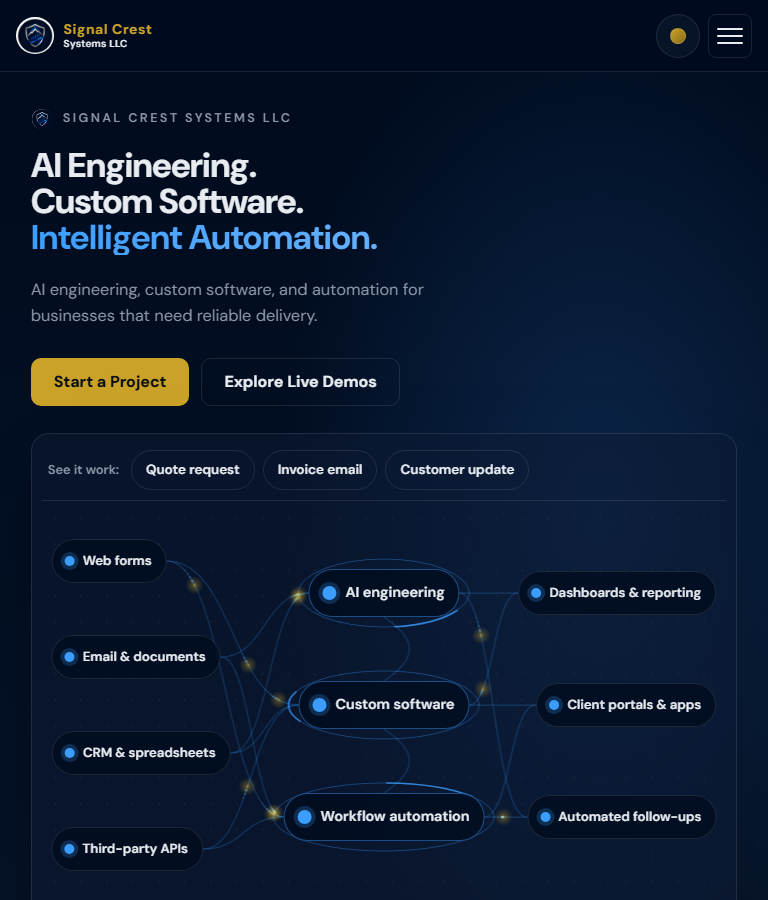 Signal Crest
Systems LLC
SIGNAL CREST SYSTEMS LLC
AI Engineering.
Custom Software.
Intelligent Automation.
AI engineering, custom software, and automation for
businesses that need reliable delivery.
Start a Project
Explore Live Demos
See it work:
Quote request
Invoice email
Customer update
Web forms
AI engineering
Dashboards & reporting
Email & documents
Custom software
Client portals & apps
CRM & spreadsheets
Workflow automation
Automated follow-ups
Third-party APIs